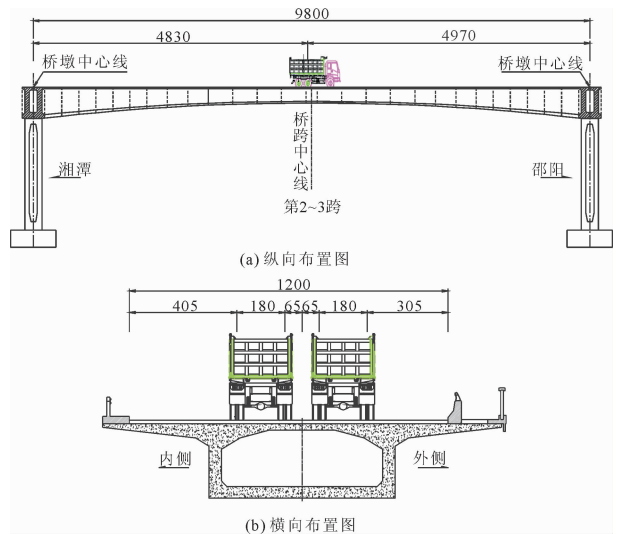 9800
4830 4970
桥墩中心线 桥墩中心线
桥跨中心线
湘潭 邵阳
第2~3跨
(a)纵向布置图
1200
405 180 65 65 180 305
内侧 外侧
(b)横向布置图